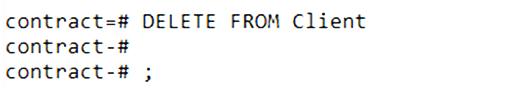 contract=# DELETE FROM Client
contract-#
contract-# ;